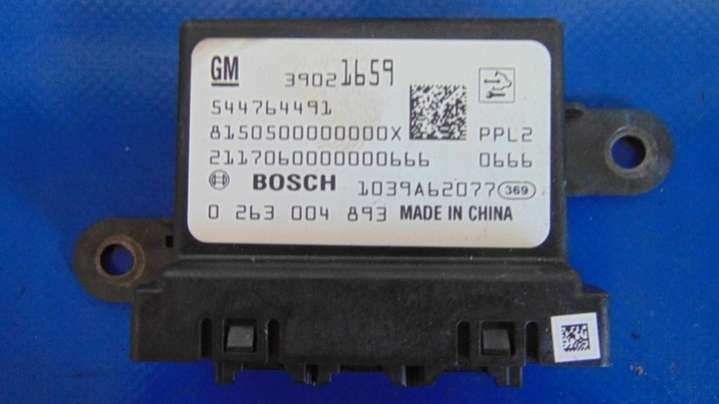 GM 39021659
544764491
8150500000000X PPL2
2117060000000666 0666
BOSCH 1039A62077 369
0 263 004 893 MADE IN CHINA